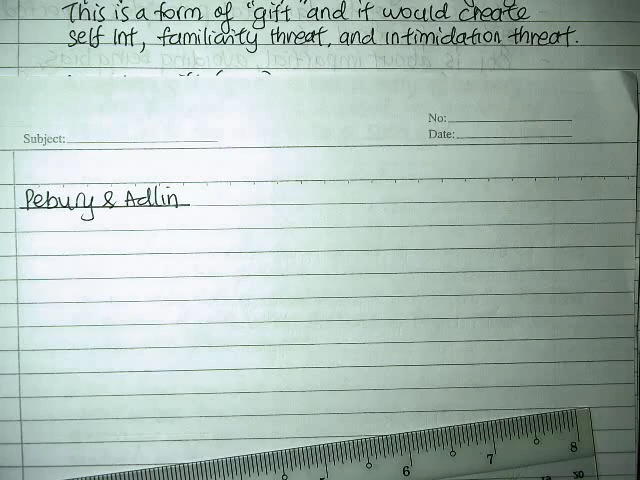 This is a form of "gift" and it would create
self Int, familiarity threat, and intimidation threat.
No:
Subject:
Date:
Pebury & Adlin
6
7
8
50